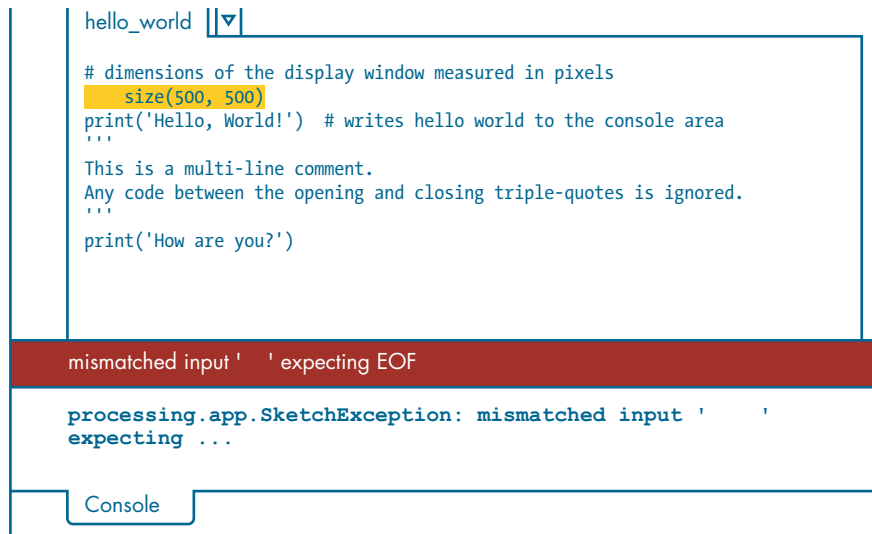 hello_world
# dimensions of the display window measured in pixels
    size(500, 500)
print('Hello, World!')  # writes hello world to the console area
'''
This is a multi-line comment.
Any code between the opening and closing triple-quotes is ignored.
'''
print('How are you?')
mismatched input '    ' expecting EOF
processing.app.SketchException: mismatched input '    '
expecting ...
Console